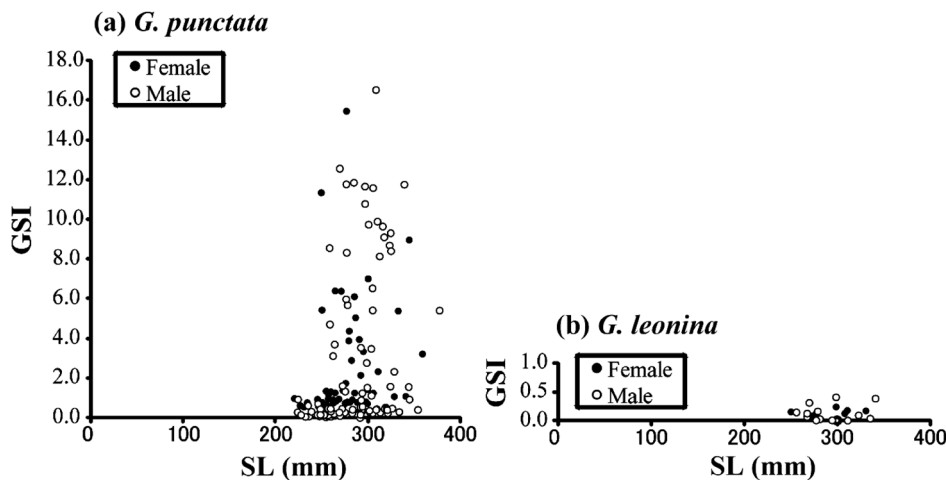 (a) G. punctata
Female
Male
GSI
18.0
16.0
14.0
12.0
10.0
8.0
6.0
4.0
2.0
0.0
0 100 200 300 400
SL (mm)
(b) G. leonina
Female
Male
GSI
1.0
0.5
0.0
0 100 200 300 400
SL (mm)